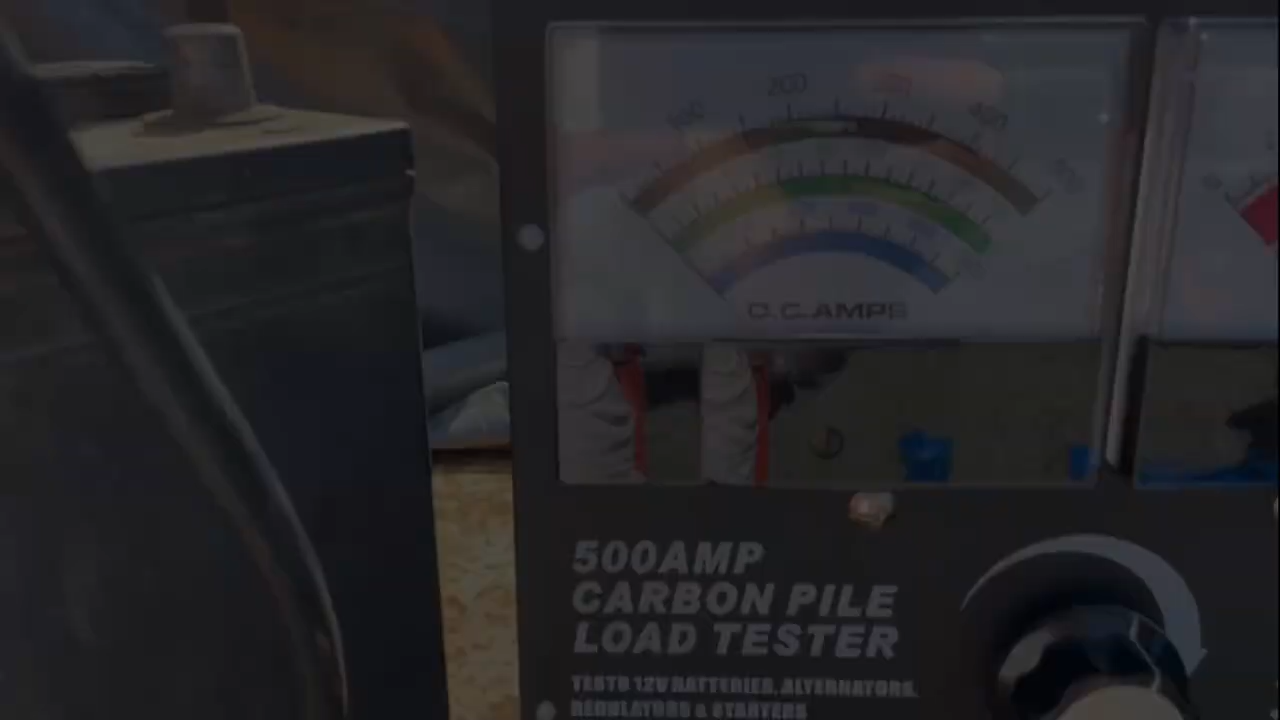 200
D.C. AMPS
500AMP
CARBON PILE
LOAD TESTER
TESTS 12V BATTERIES, ALTERNATORS,
REGULATORS & STARTERS